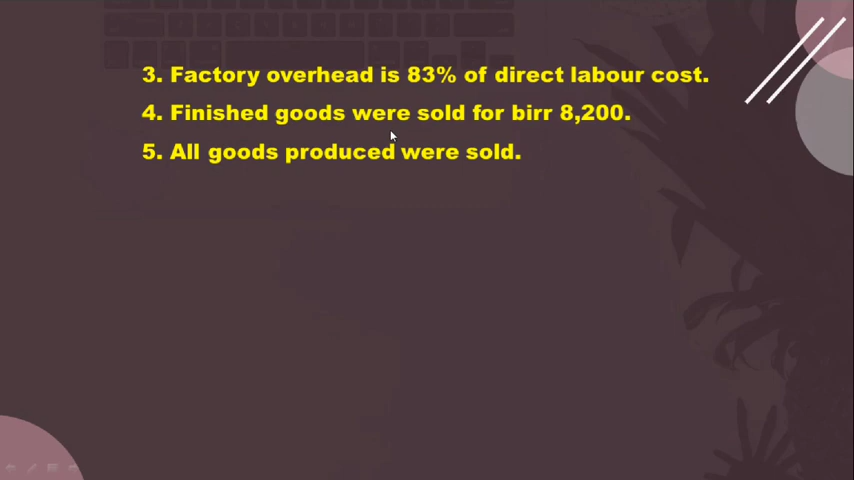 3. Factory overhead is 83% of direct labour cost.
4. Finished goods were sold for birr 8,200.
5. All goods produced were sold.